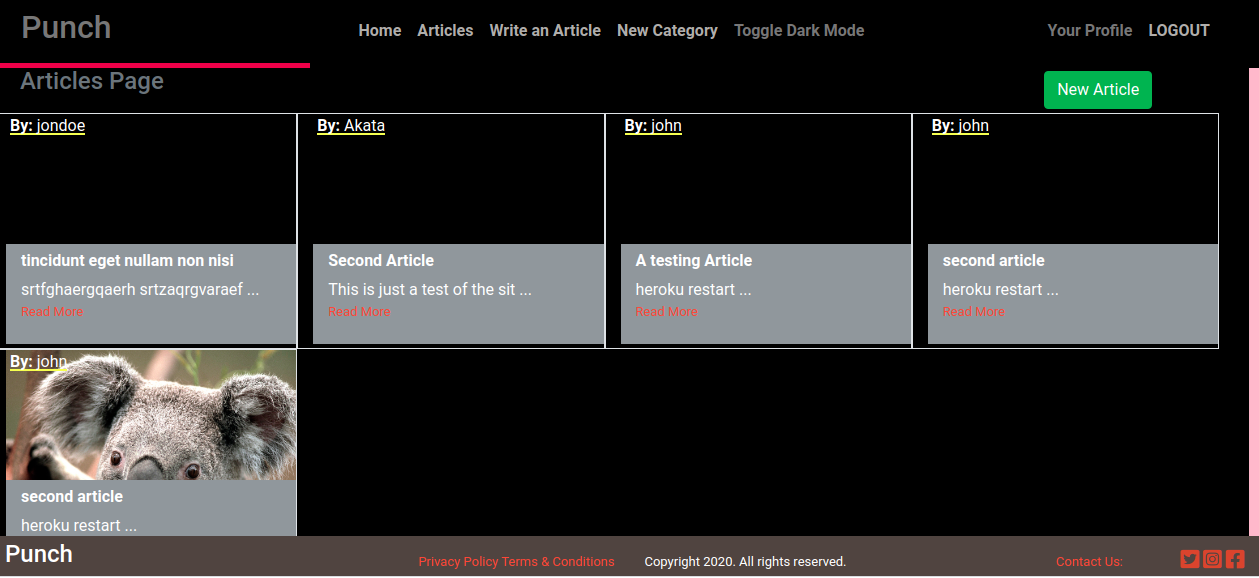 Punch Home Articles Write an Article New Category Toggle Dark Mode Your Profile LOGOUT
Articles Page New Article
By: jondoe By: Akata By: john By: john
tincidunt eget nullam non nisi Second Article A testing Article second article
srtfghaergqaerh srtzaqrgvaraef ... This is just a test of the sit ... heroku restart ... heroku restart ...
Read More Read More Read More Read More
By: john
second article
heroku restart ...
Punch Privacy Policy Terms & Conditions Copyright 2020. All rights reserved. Contact Us: